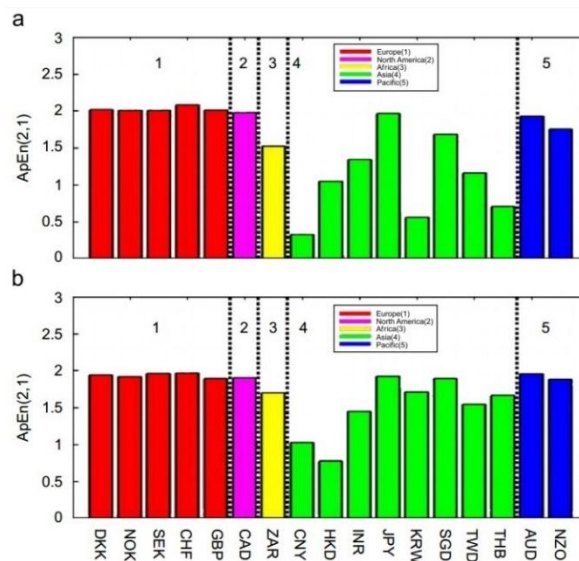 a
3
2.5
2
1.5
1
0.5
0
ApEn(2,1)
1
2
3
4
5
Europe(1)
North America(2)
Africa(3)
Asia(4)
Pacific(5)
b
3
2.5
2
1.5
1
0.5
0
ApEn(2,1)
1
2
3
4
5
Europe(1)
North America(2)
Africa(3)
Asia(4)
Pacific(5)
DKK
NOK
SEK
CHF
GBP
CAD
ZAR
CNY
HKD
INR
JPY
KRW
SGD
TWD
THB
AUD
NZO